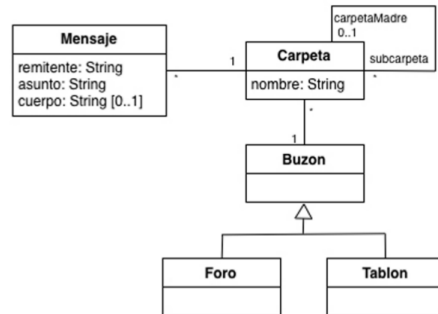 carpetaMadre
0..1
Mensaje
Carpeta
remitente: String
asunto: String
cuerpo: String [0..1]
1
*
nombre: String
subcarpeta
*
*
1
Buzon
Foro
Tablon